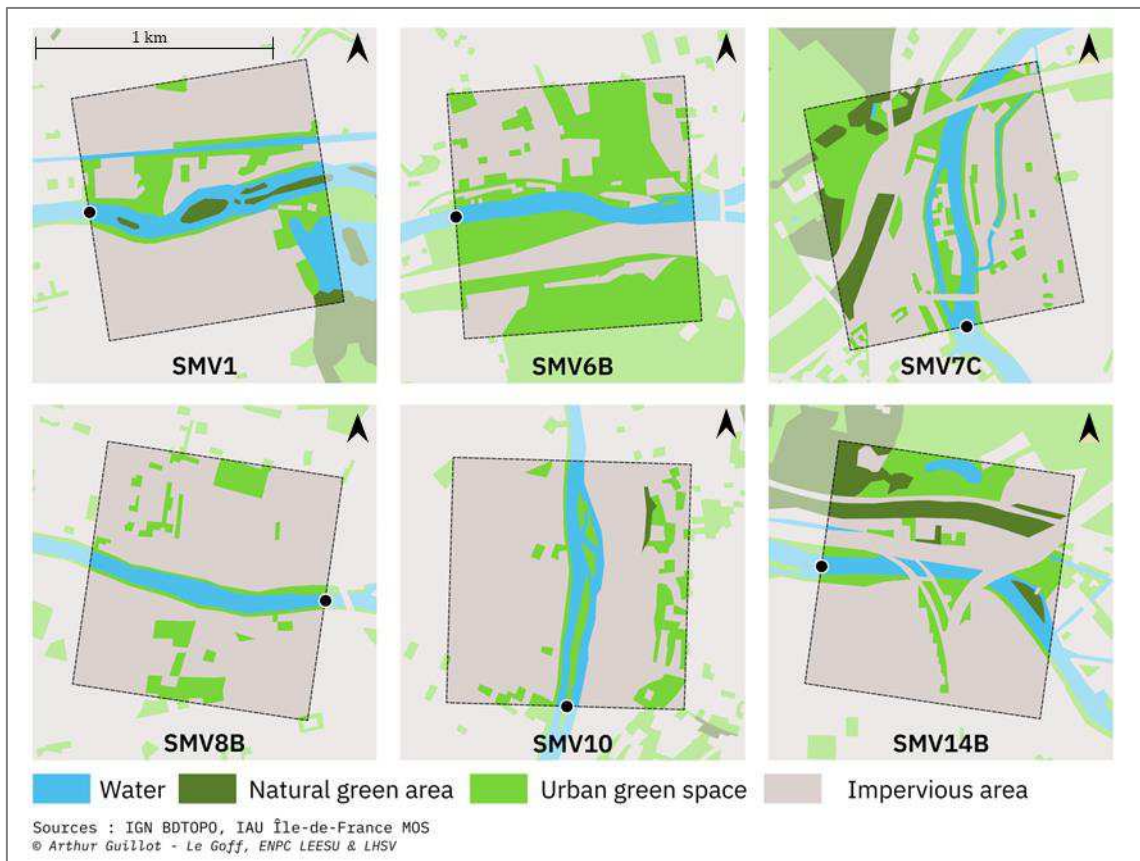 1 km
SMV1
SMV6B
SMV7C
SMV8B
SMV10
SMV14B
Water
Natural green area
Urban green space
Impervious area
Sources : IGN BDTOPO, IAU Île-de-France MOS
© Arthur Guillot - Le Goff, ENPC LEESU & LHSV